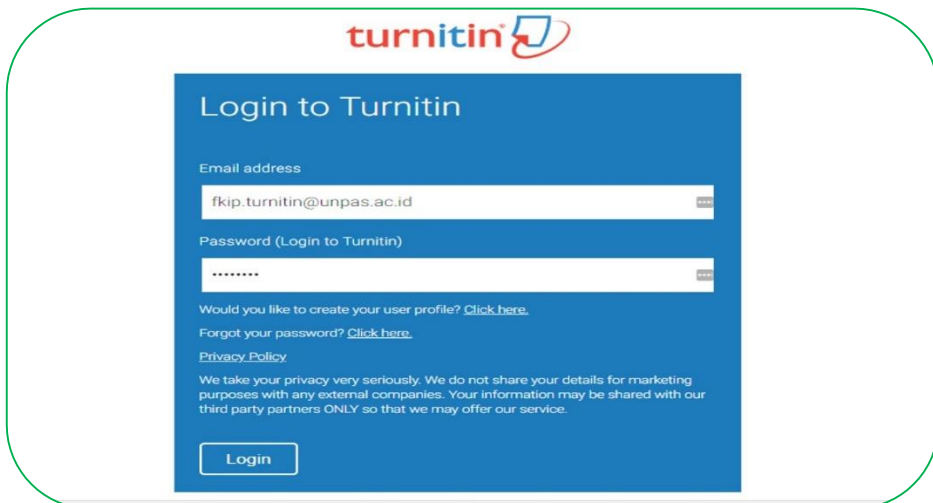 turnitin
Login to Turnitin
Email address
fkip.turnitin@unpas.ac.id
Password (Login to Turnitin)
••••••••
Would you like to create your user profile? Click here.
Forgot your password? Click here.
Privacy Policy
We take your privacy very seriously. We do not share your details for marketing
purposes with any external companies. Your information may be shared with our
third party partners ONLY so that we may offer our service.
Login